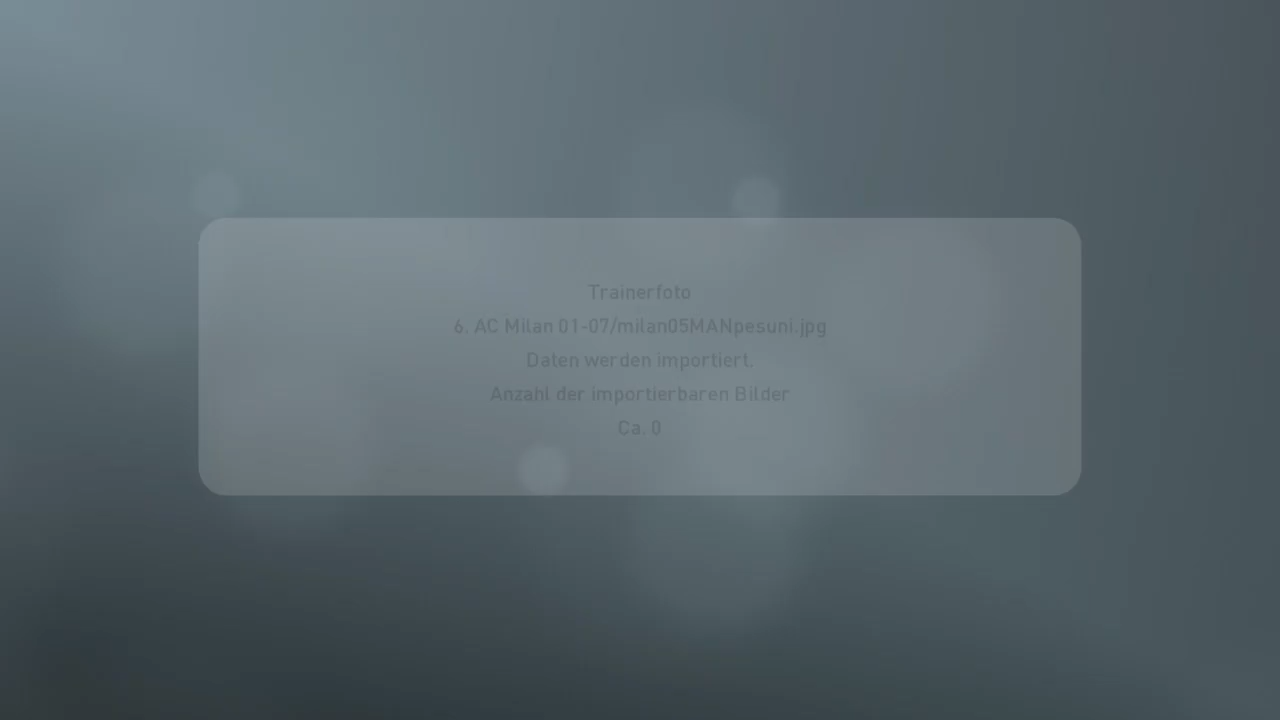 Trainerfoto
6. AC Milan 01-07/milan05MANpesuni.jpg
Daten werden importiert.
Anzahl der importierbaren Bilder
Ca. 0